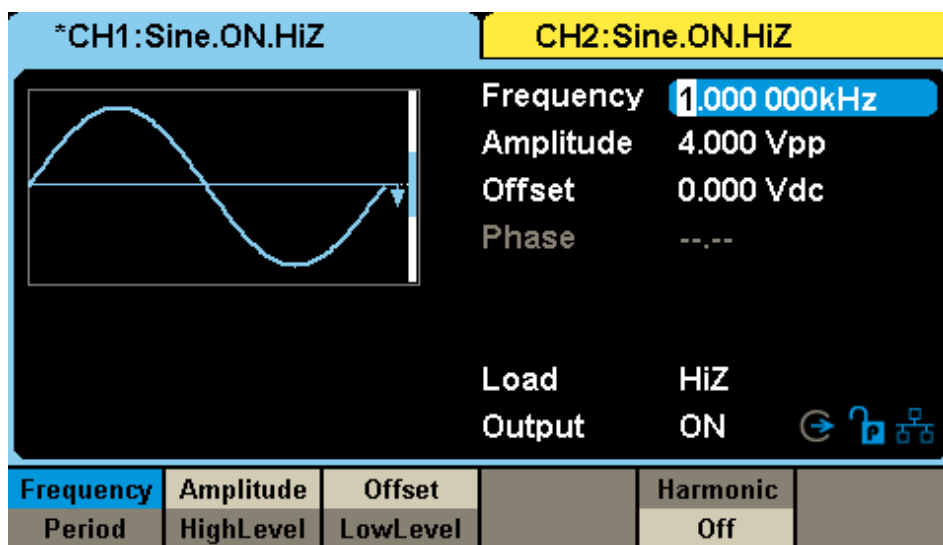 *CH1:Sine.ON.HiZ
CH2:Sine.ON.HiZ
Frequency 1.000 000kHz
Amplitude 4.000 Vpp
Offset 0.000 Vdc
Phase --.--
Load HiZ
Output ON
P
Frequency Amplitude Offset Harmonic
Period HighLevel LowLevel Off